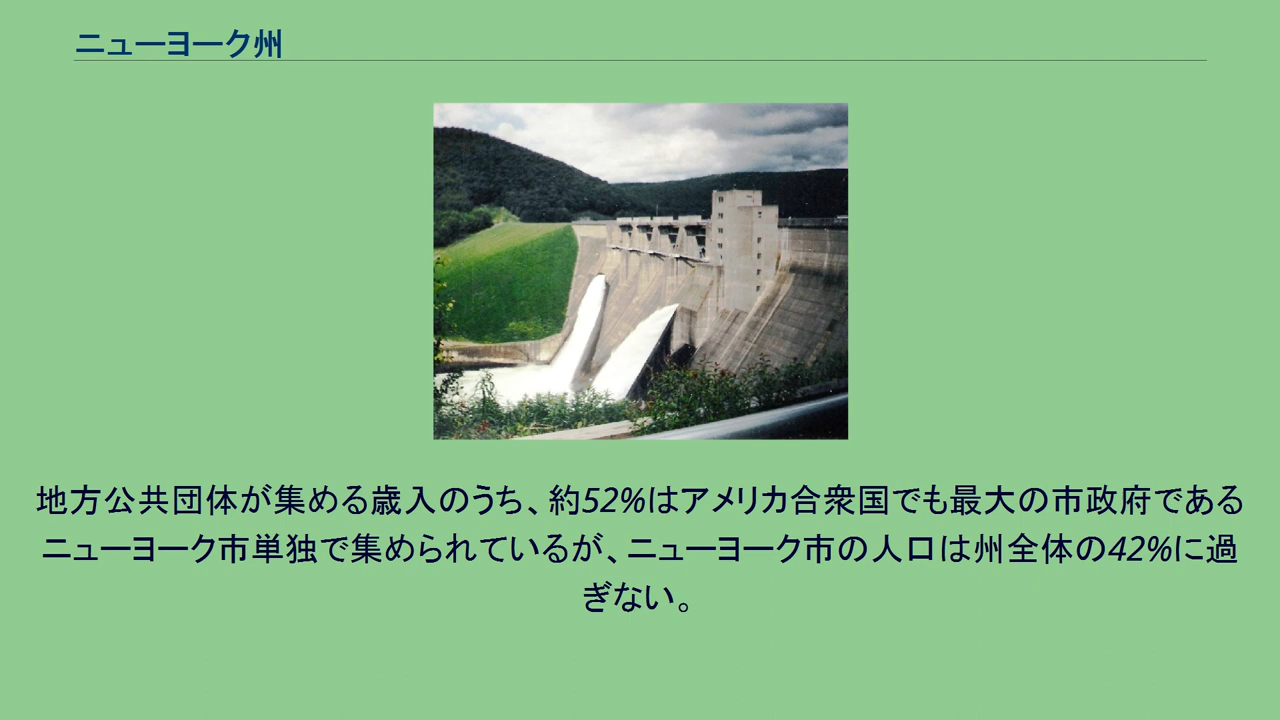 ニューヨーク州
地方公共団体が集める歳入のうち、約52%はアメリカ合衆国でも最大の市政府である
ニューヨーク市単独で集められているが、ニューヨーク市の人口は州全体の42%に過
ぎない。